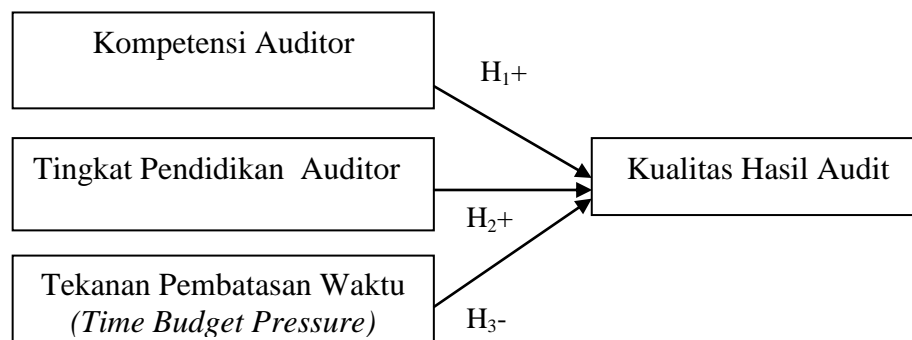 Kompetensi Auditor
H₁+
Tingkat Pendidikan Auditor
Kualitas Hasil Audit
H₂+
Tekanan Pembatasan Waktu
(Time Budget Pressure)
H₃-